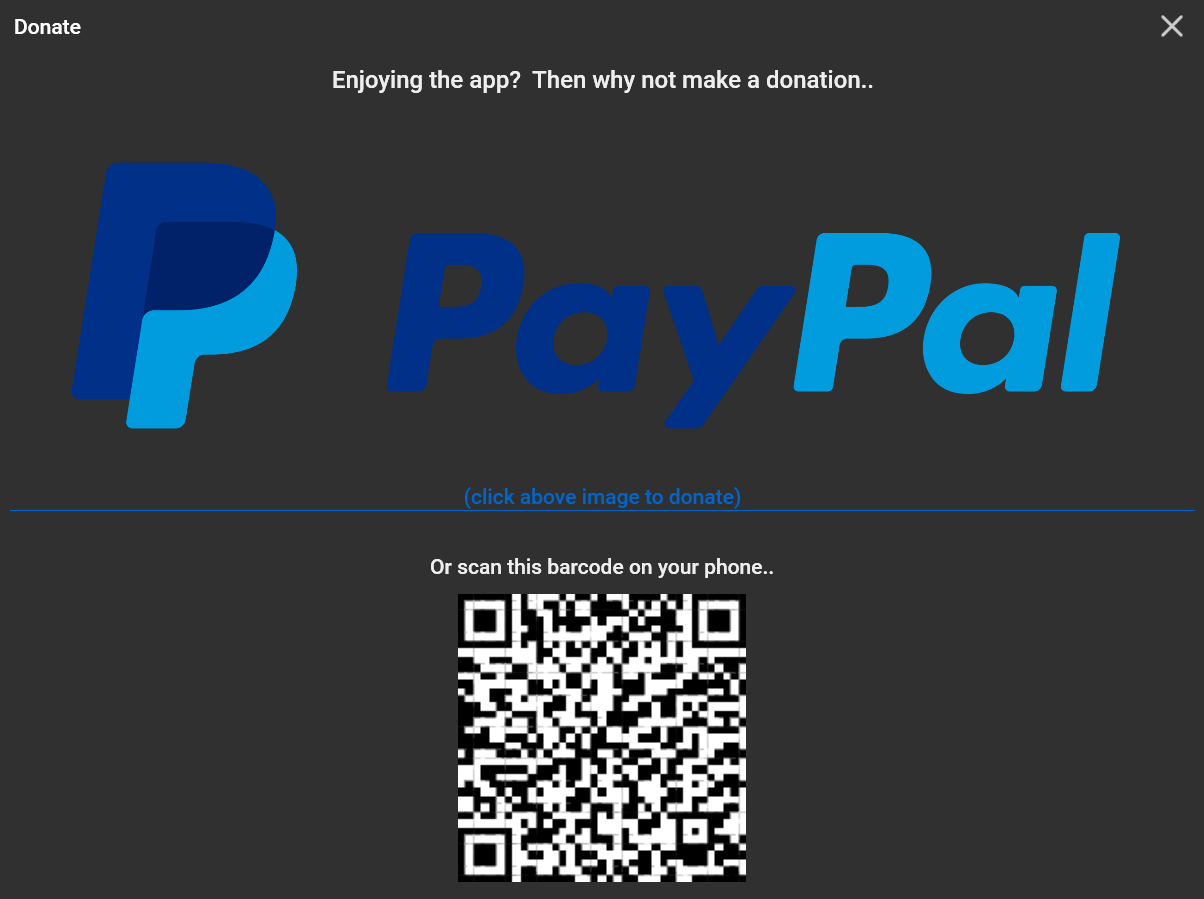 Donate
Enjoying the app?  Then why not make a donation..
PayPal
(click above image to donate)
Or scan this barcode on your phone..